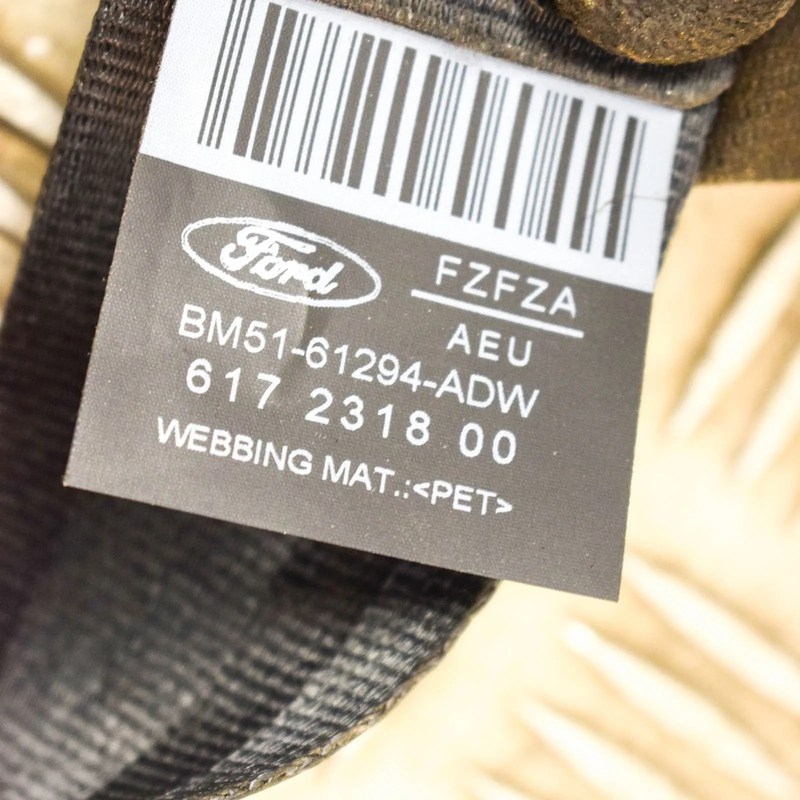 Ford
FZFZA
AEU
BM51-61294-ADW
617 2318 00
WEBBING MAT.:<PET>